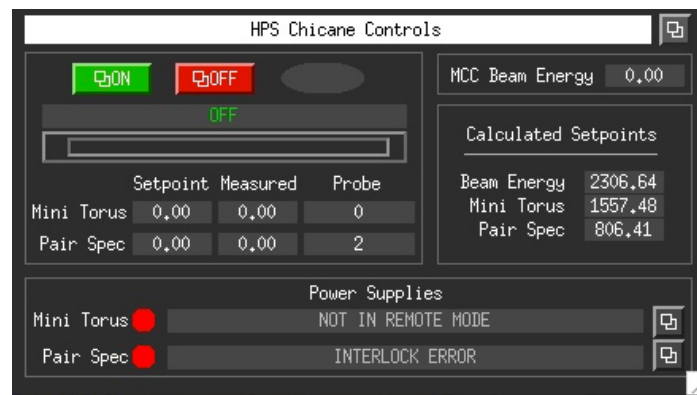 HPS Chicane Controls
ON OFF
OFF
Setpoint Measured Probe
Mini Torus 0.00 0.00 0
Pair Spec 0.00 0.00 2
MCC Beam Energy 0.00
Calculated Setpoints
Beam Energy 2306.64
Mini Torus 1557.48
Pair Spec 806.41
Power Supplies
Mini Torus NOT IN REMOTE MODE
Pair Spec INTERLOCK ERROR